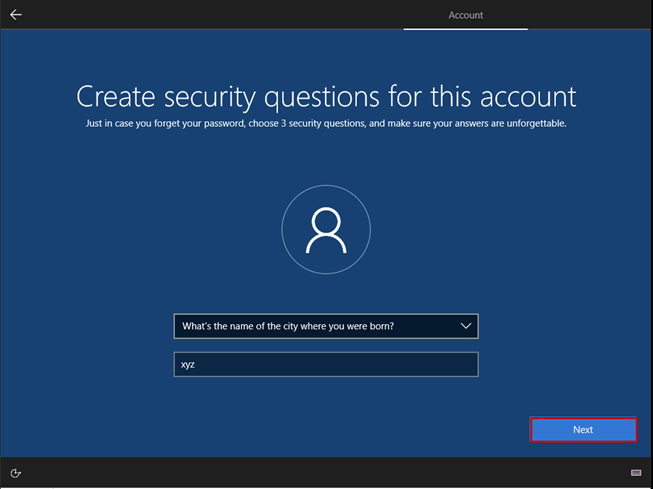 Account
Create security questions for this account
Just in case you forget your password, choose 3 security questions, and make sure your answers are unforgettable.
What's the name of the city where you were born?
xyz
Next